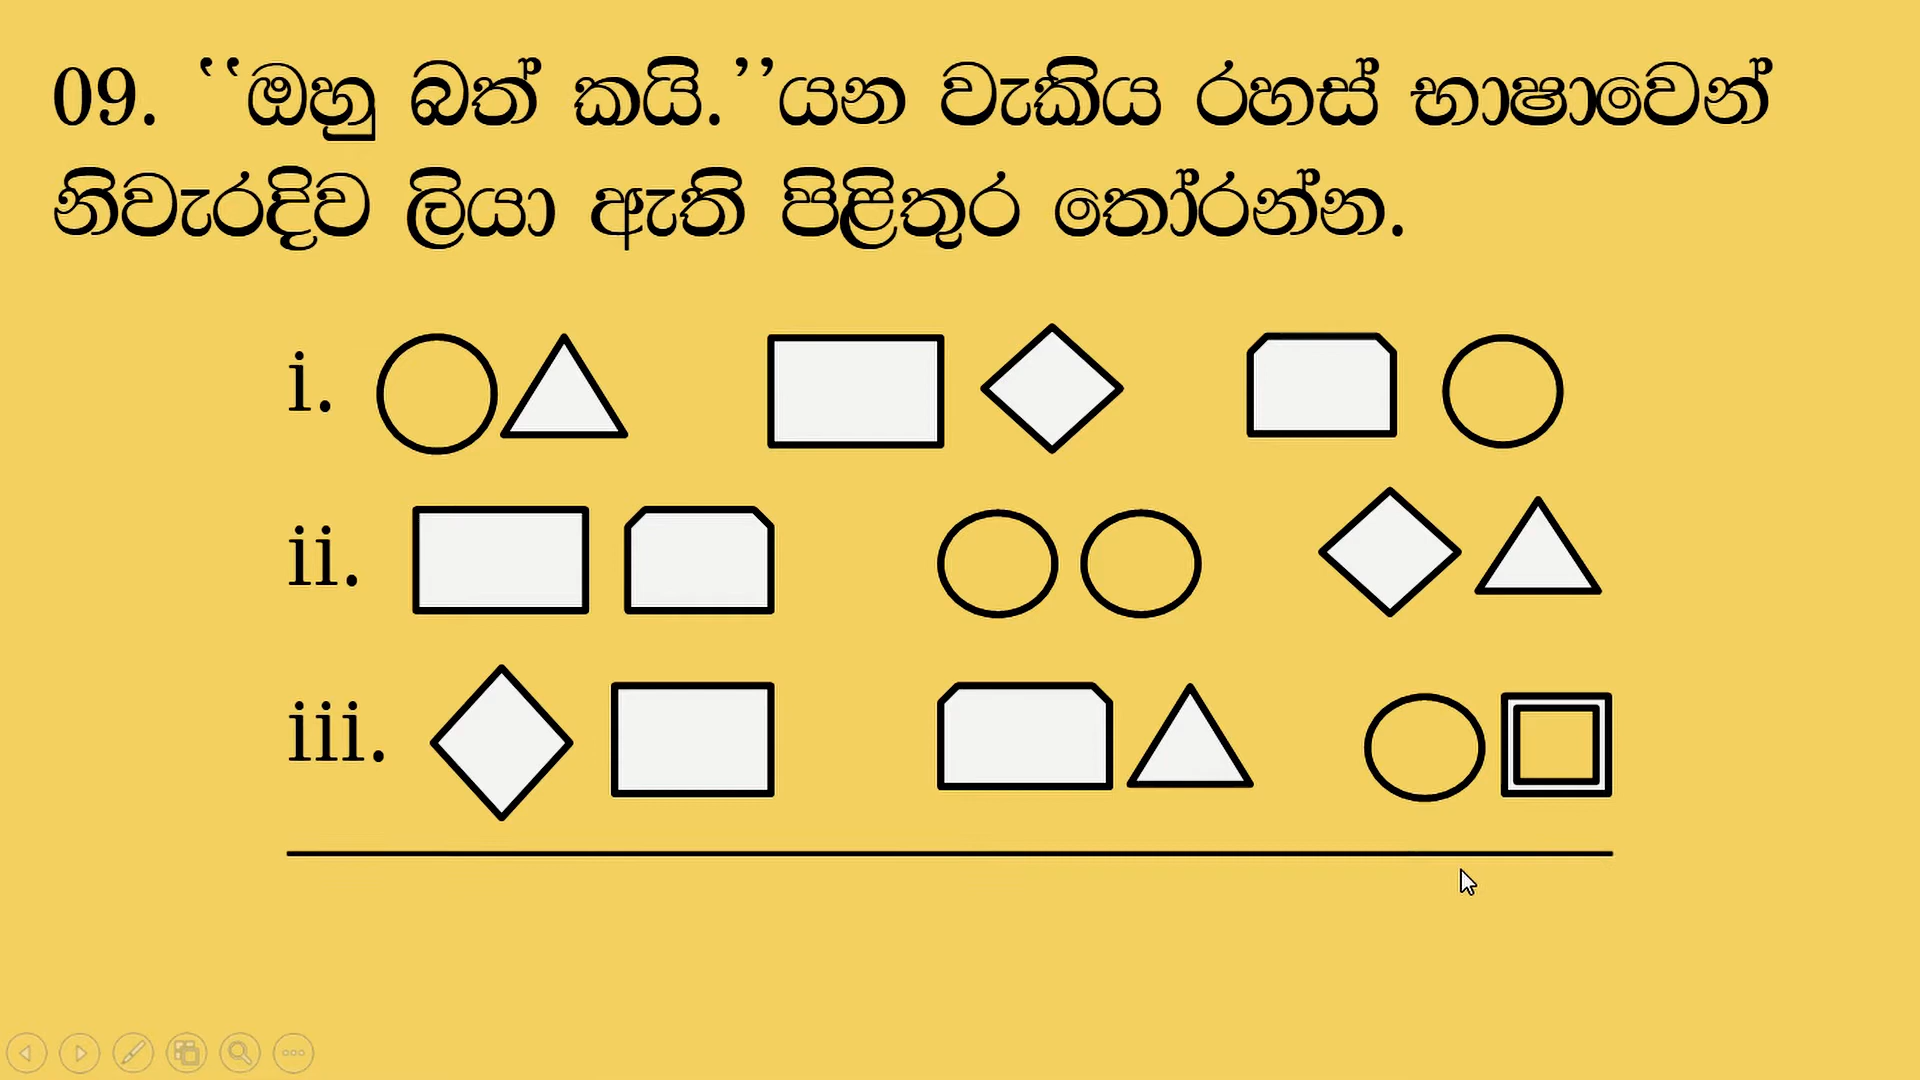 09. ‘‘ඔහු බත් කයි.’’යන වැකිය රහස් භාෂාවෙන්
නිවැරදිව ලියා ඇති පිළිතුර තෝරන්න.
i.
ii.
iii.